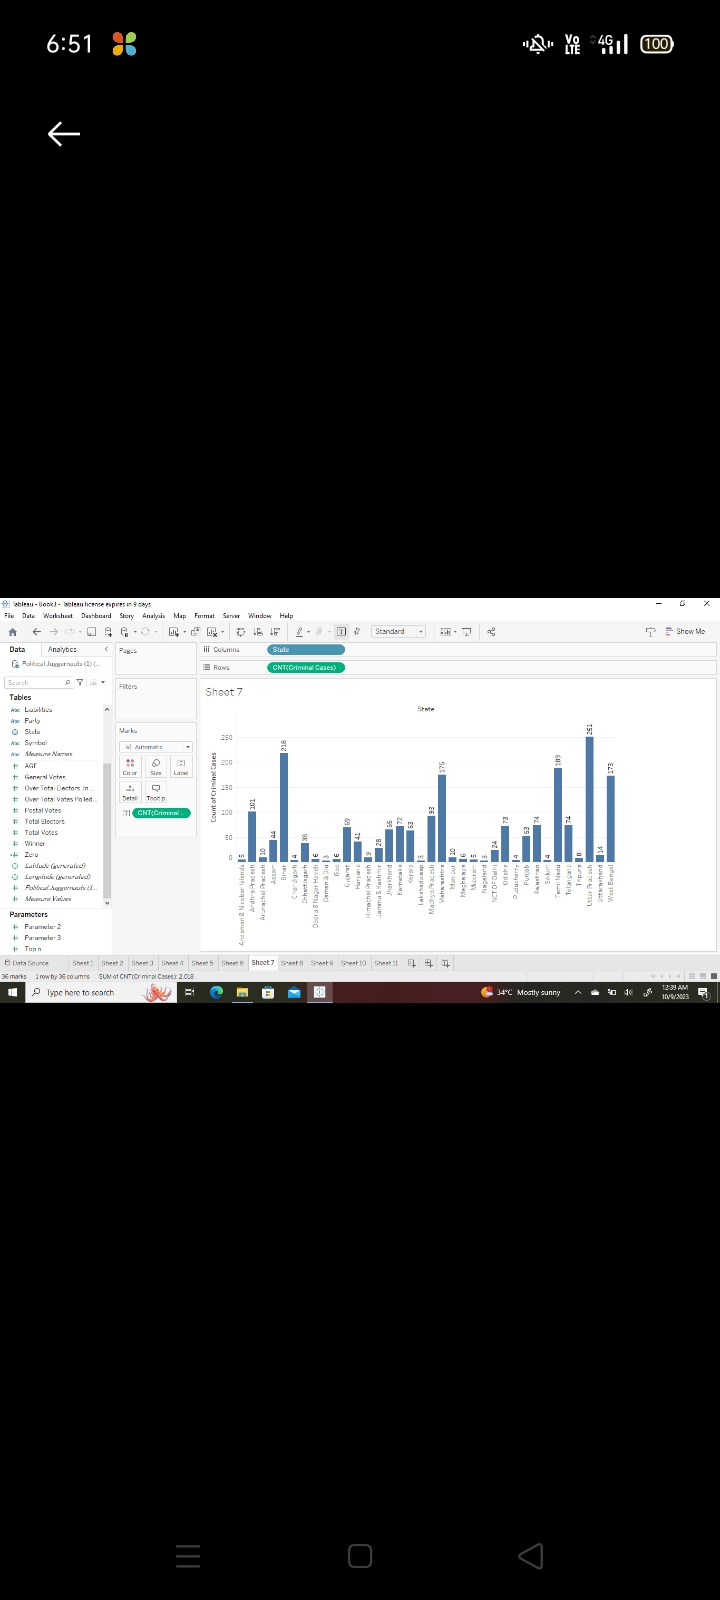 6:51
Vo LTE 4G 100
Tableau - Book3 - Tableau license expires in 9 days
File Data Worksheet Dashboard Story Analysis Map Format Server Window Help
Standard
Show Me
Data Analytics
Pages
Columns State
Political Juggernauts (1) (...
Rows CNT(Criminal Cases)
Search
Filters
Tables
Sheet 7
Abc Liabilities
Abc Party
State
Abc Symbol
Abc Measure Names
AGE
General Votes
Over Total Electors In ...
Over Total Votes Polled...
Postal Votes
Total Electors
Total Votes
Winner
Zero
Latitude (generated)
Longitude (generated)
Political Juggernauts (1...
Measure Values
Parameters
Parameter 2
Parameter 3
Top n
Marks
Automatic
Color Size Label
Detail Tooltip
CNT(Criminal...
State
Count of Criminal Cases
250
200
150
100
50
0
5 101 10 44 218 4 38 6 3 6 69 41 9 28 65 72 63 3 92 175 10 6 5 3 24 73 4 53 74 4 189 74 8 251 14 173
Andaman & Nicobar Islands
Andhra Pradesh
Arunachal Pradesh
Assam
Bihar
Chandigarh
Chhattisgarh
Dadra & Nagar Haveli
Daman & Diu
Goa
Gujarat
Haryana
Himachal Pradesh
Jammu & Kashmir
Jharkhand
Karnataka
Kerala
Lakshadweep
Madhya Pradesh
Maharashtra
Manipur
Meghalaya
Mizoram
Nagaland
NCT OF Delhi
Odisha
Puducherry
Punjab
Rajasthan
Sikkim
Tamil Nadu
Telangana
Tripura
Uttar Pradesh
Uttarakhand
West Bengal
Data Source Sheet 1 Sheet 2 Sheet 3 Sheet 4 Sheet 5 Sheet 6 Sheet 7 Sheet 8 Sheet 9 Sheet 10 Sheet 11
36 marks 1 row by 36 columns SUM of CNT(Criminal Cases): 2,018
Type here to search
34°C Mostly sunny
12:39 AM
10/9/2023